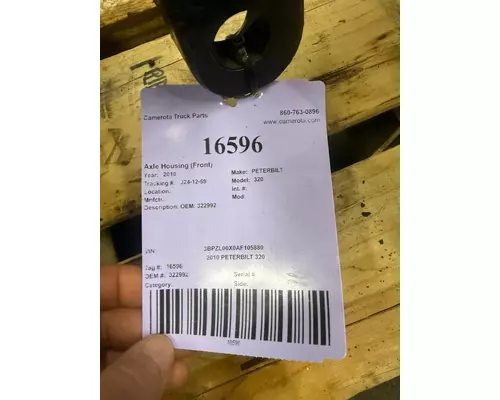 Camerota Truck Parts 860-763-0896
www.camerota.com
16596
Axle Housing (Front)
Year: 2010 Make: PETERBILT
Tracking #: J24-12-69 Model: 320
Location: Int. #:
Mnfctr: Mod
Description: OEM: 322992
VIN: 3BPZL00X0AF105880
2010 PETERBILT 320
Tag #: 16596 Serial #
OEM #: 322992 Side:
Category:
16596